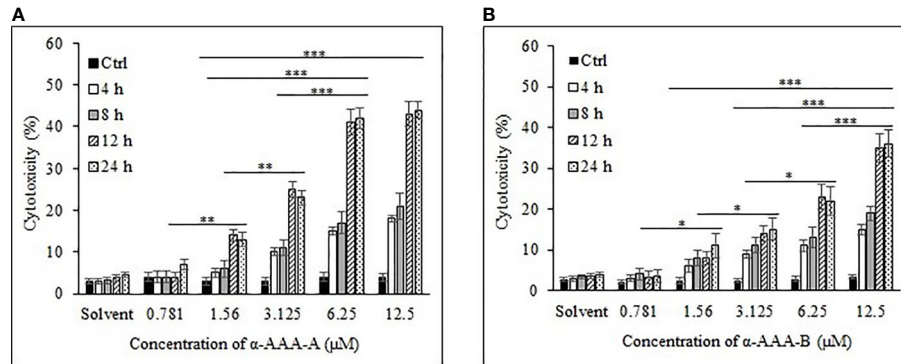 A
60
50
40
30
20
10
0
Cytotoxicity (%)
Ctrl
4 h
8 h
12 h
24 h
***
***
***
**
**
Solvent 0.781 1.56 3.125 6.25 12.5
Concentration of α-AAA-A (μM)
B
60
50
40
30
20
10
0
Cytotoxicity (%)
Ctrl
4 h
8 h
12 h
24 h
***
***
***
*
*
*
Solvent 0.781 1.56 3.125 6.25 12.5
Concentration of α-AAA-B (μM)